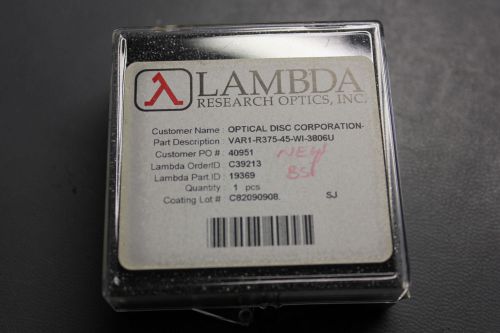 λ LAMBDA
RESEARCH OPTICS, INC.
Customer Name : OPTICAL DISC CORPORATION-
Part Description : VAR1-R375-45-WI-3806U
Customer PO # : 40951
Lambda OrderID : C39213
Lambda Part ID : 19369
Quantity : 1 pcs
Coating Lot # : C82090908. SJ
NEW
BS1